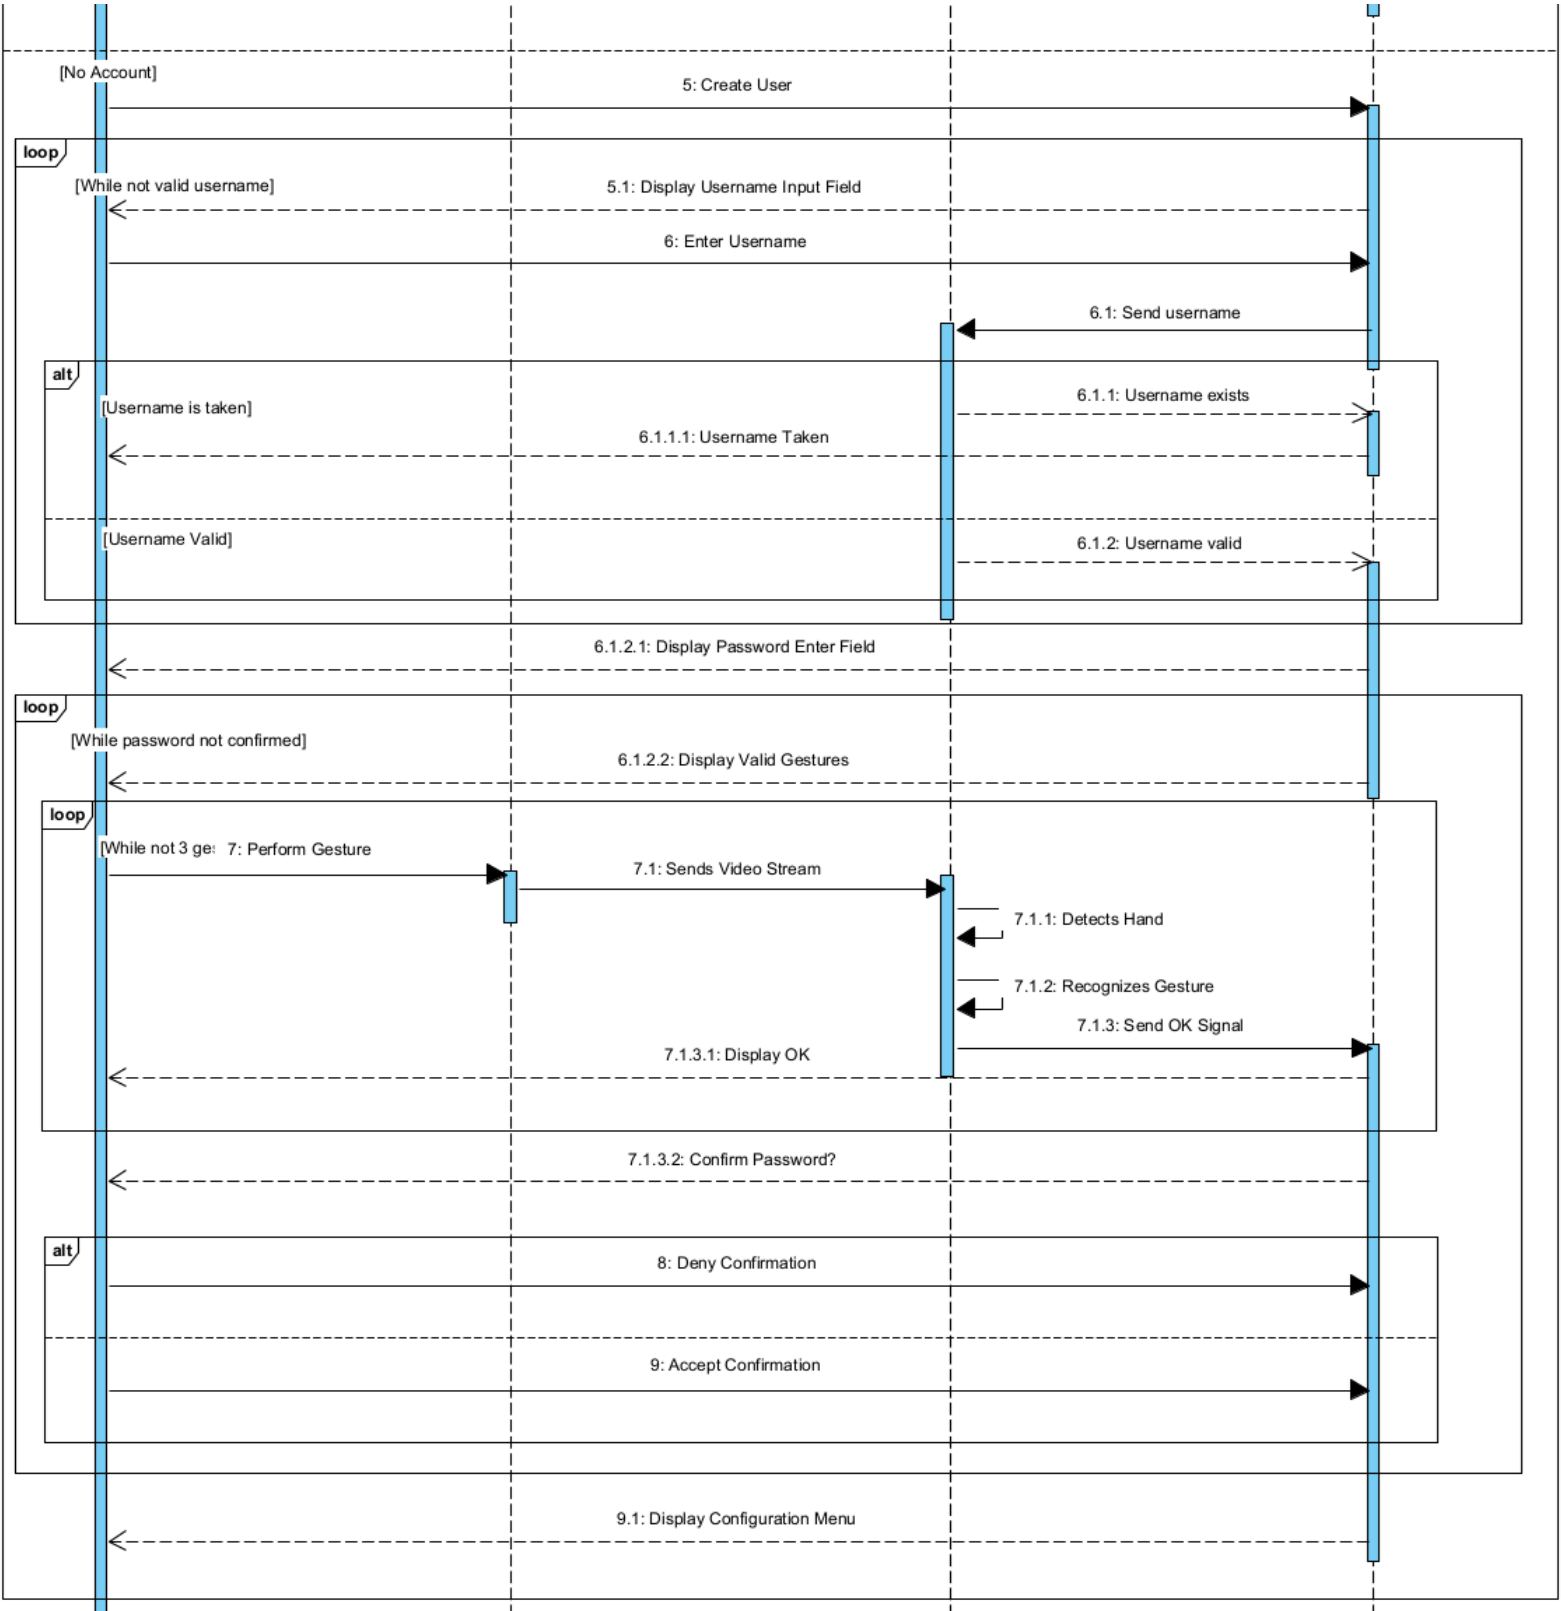 [No Account]
5: Create User
loop
[While not valid username]
5.1: Display Username Input Field
6: Enter Username
6.1: Send username
alt
[Username is taken]
6.1.1: Username exists
6.1.1.1: Username Taken
[Username Valid]
6.1.2: Username valid
6.1.2.1: Display Password Enter Field
loop
[While password not confirmed]
6.1.2.2: Display Valid Gestures
loop
[While not 3 7: Perform Gesture
7.1: Sends Video Stream
7.1.1: Detects Hand
7.1.2: Recognizes Gesture
7.1.3: Send OK Signal
7.1.3.1: Display OK
7.1.3.2: Confirm Password?
alt
8: Deny Confirmation
9: Accept Confirmation
9.1: Display Configuration Menu